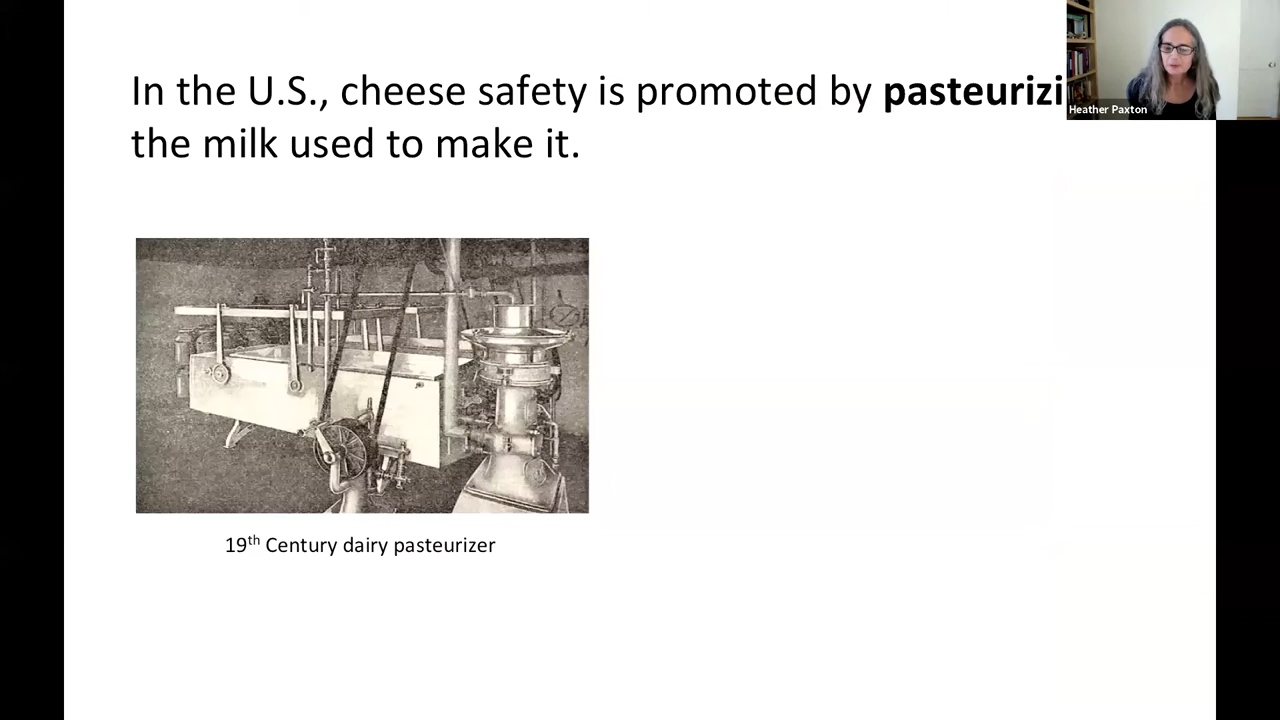 In the U.S., cheese safety is promoted by pasteurizi
the milk used to make it.
Heather Paxton
19th Century dairy pasteurizer